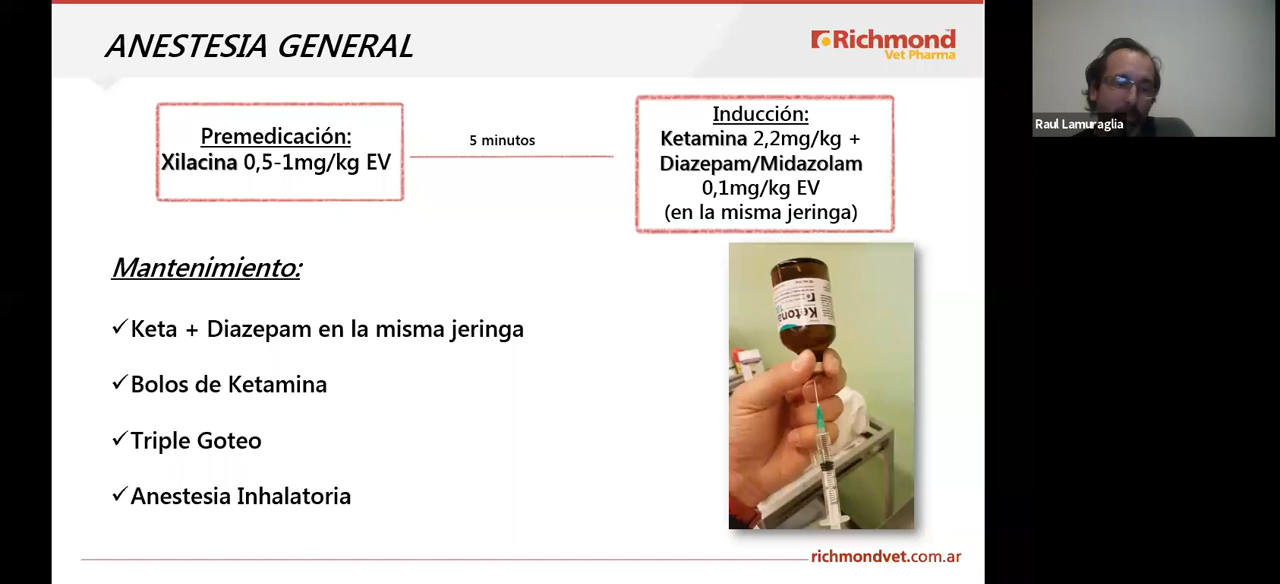 ANESTESIA GENERAL
Richmond
Vet Pharma
Premedicación:
Xilacina 0,5-1mg/kg EV
5 minutos
Inducción:
Ketamina 2,2mg/kg +
Diazepam/Midazolam
0,1mg/kg EV
(en la misma jeringa)
Raul Lamuraglia
Mantenimiento:
✓Keta + Diazepam en la misma jeringa
✓Bolos de Ketamina
✓Triple Goteo
✓Anestesia Inhalatoria
Ketona
richmondvet.com.ar